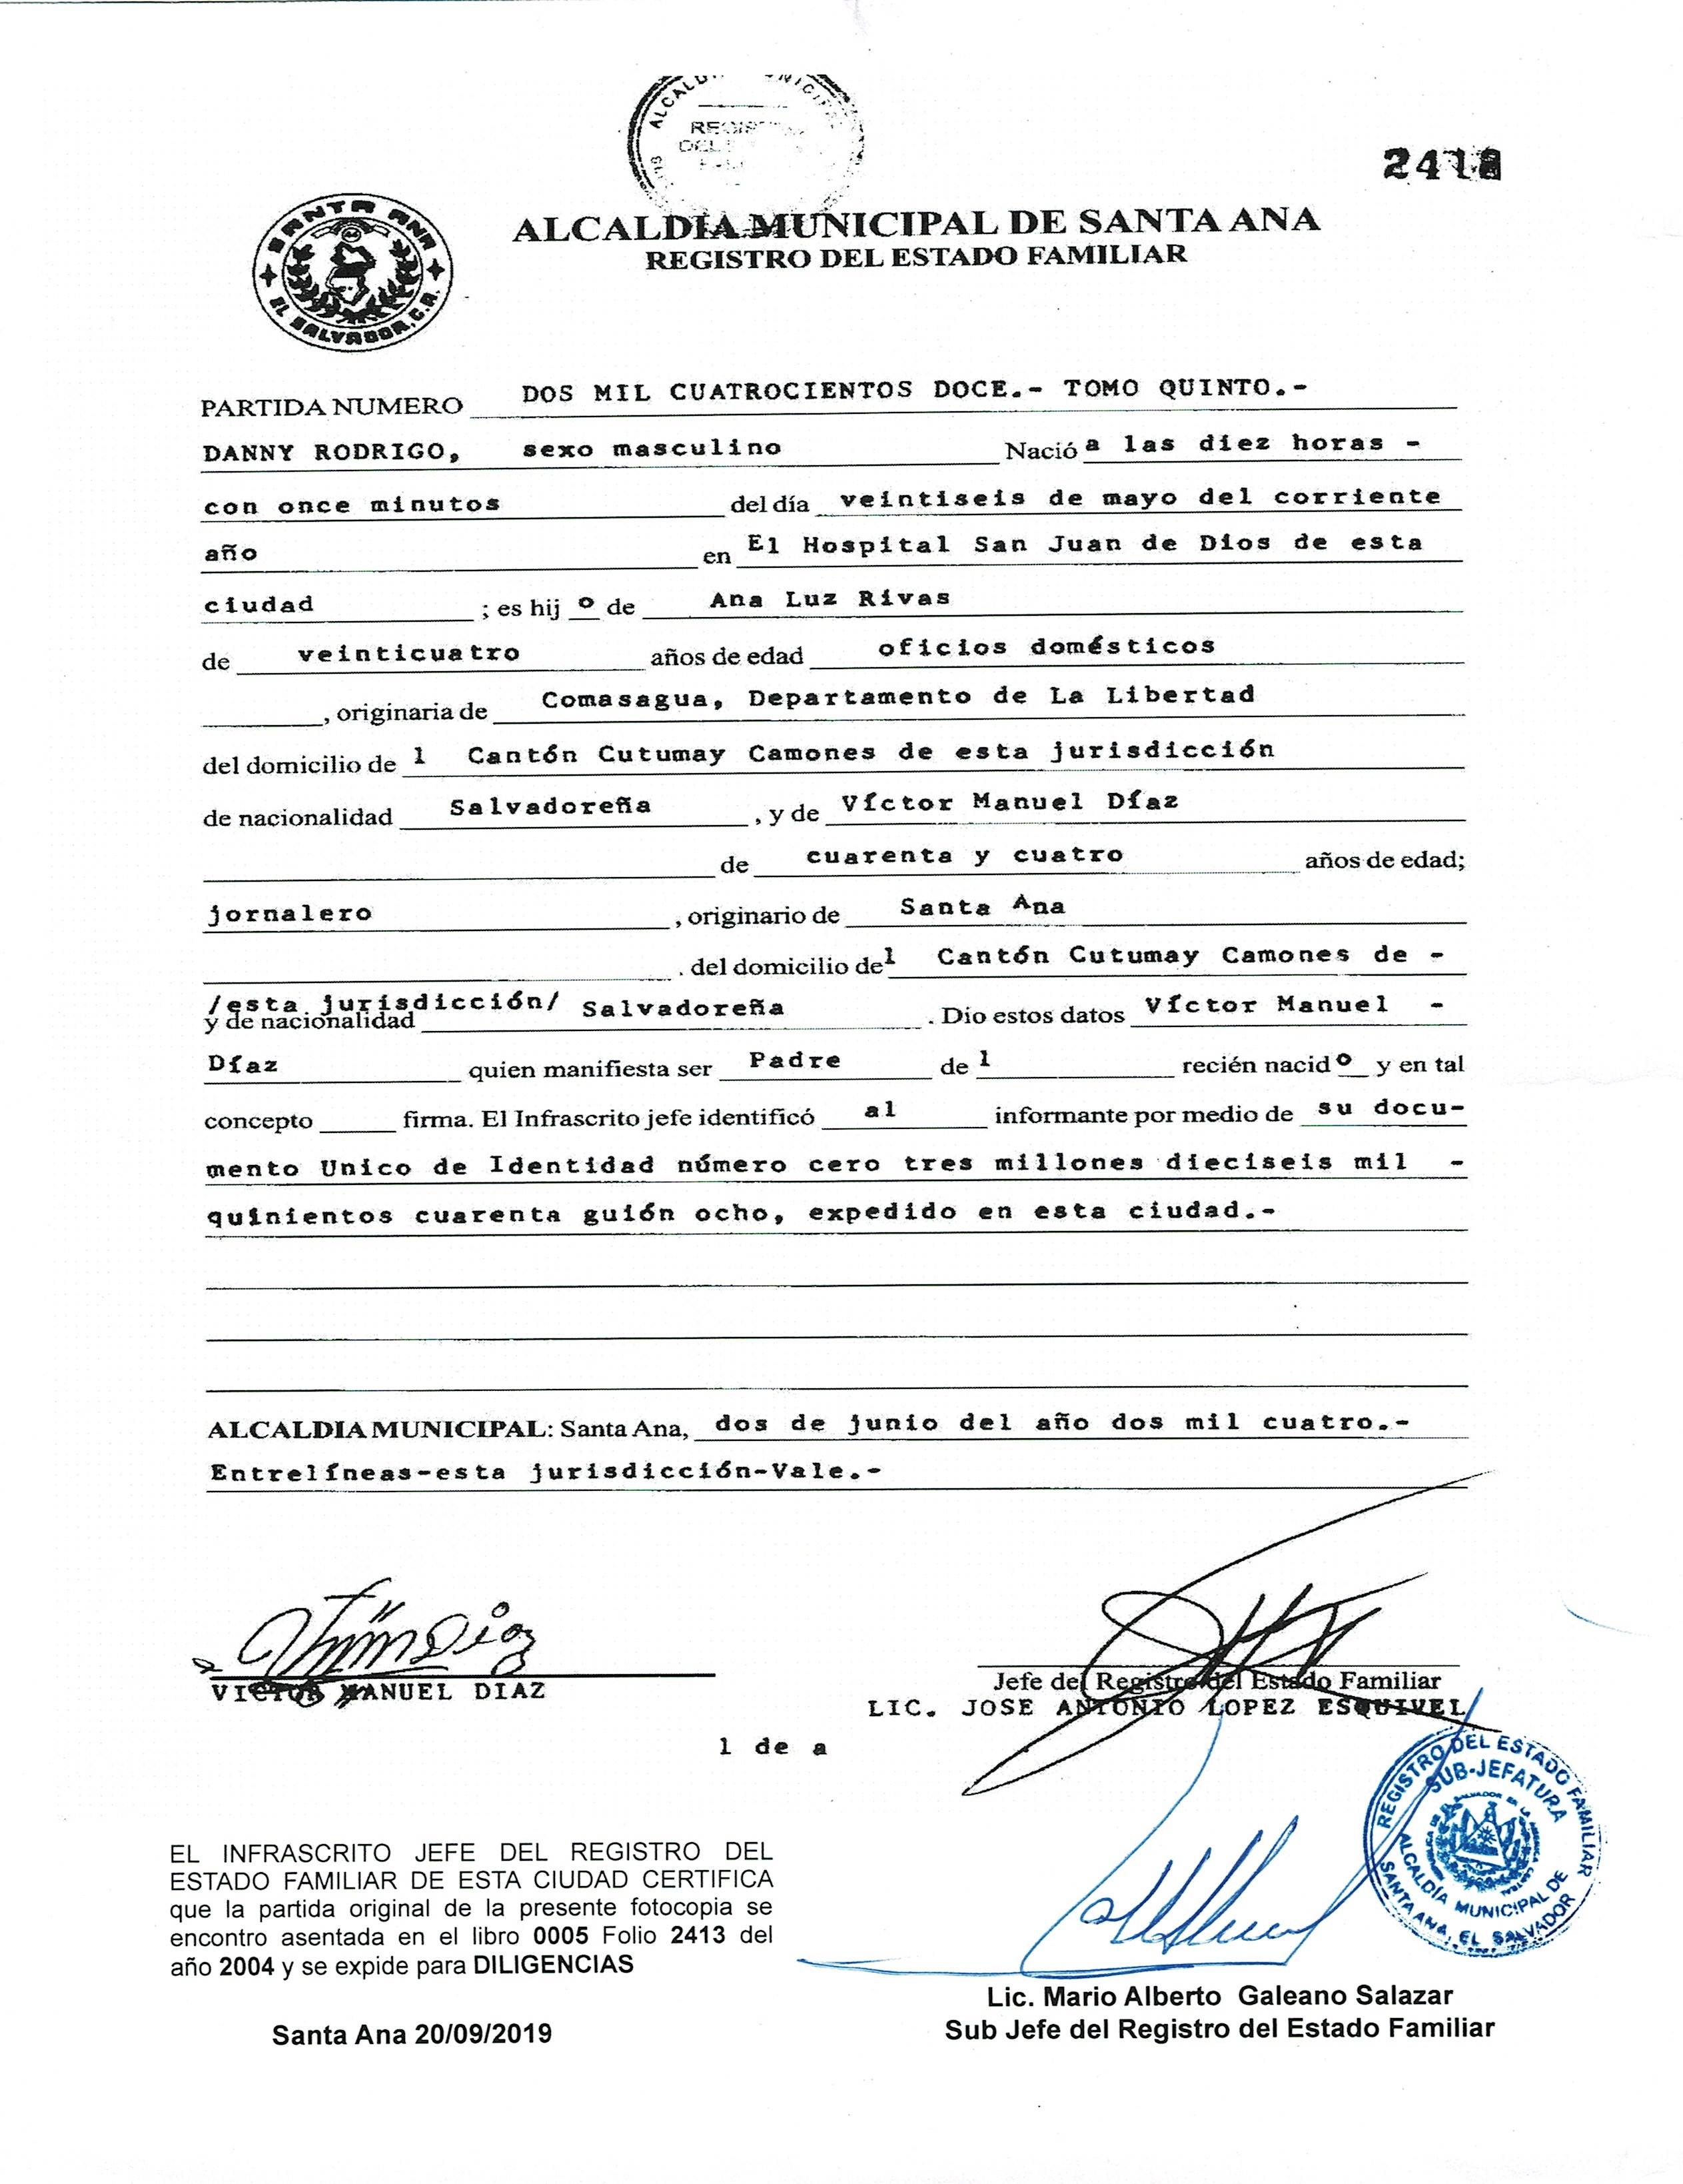 ALCALDIA MUNICIPAL
REGISTRO
DEL
SANTA ANA
EL SALVADOR, C.A.
ALCALDIA MUNICIPAL DE SANTA ANA
REGISTRO DEL ESTADO FAMILIAR
PARTIDA NUMERO DOS MIL CUATROCIENTOS DOCE.- TOMO QUINTO.-
DANNY RODRIGO, sexo masculino Nació a las diez horas -
con once minutos del día veintiseis de mayo del corriente
año en El Hospital San Juan de Dios de esta
ciudad ; es hij o de Ana Luz Rivas
de veinticuatro años de edad oficios domésticos
, originaria de Comasagua, Departamento de La Libertad
del domicilio de l Cantón Cutumay Camones de esta jurisdicción
de nacionalidad Salvadoreña , y de Víctor Manuel Díaz
de cuarenta y cuatro años de edad;
jornalero , originario de Santa Ana
. del domicilio de l Cantón Cutumay Camones de -
/esta jurisdicción/
y de nacionalidad Salvadoreña . Dio estos datos Víctor Manuel -
Díaz quien manifiesta ser Padre de l recién nacid o y en tal
concepto firma. El Infrascrito jefe identificó al informante por medio de su docu-
mento Unico de Identidad número cero tres millones dieciseis mil -
quinientos cuarenta guión ocho, expedido en esta ciudad.-
ALCALDIA MUNICIPAL: Santa Ana, dos de junio del año dos mil cuatro.-
Entrelíneas-esta jurisdicción-Vale.-
VICTOR MANUEL DIAZ
Jefe del Registro del Estado Familiar
LIC. JOSE ANTONIO LOPEZ ESQUIVEL
l de a
REGISTRO DEL ESTADO FAMILIAR
SUB-JEFATURA
ALCALDÍA MUNICIPAL DE
SANTA ANA, EL SALVADOR
EL INFRASCRITO JEFE DEL REGISTRO DEL
ESTADO FAMILIAR DE ESTA CIUDAD CERTIFICA
que la partida original de la presente fotocopia se
encontro asentada en el libro 0005 Folio 2413 del
año 2004 y se expide para DILIGENCIAS
Santa Ana 20/09/2019
Lic. Mario Alberto Galeano Salazar
Sub Jefe del Registro del Estado Familiar